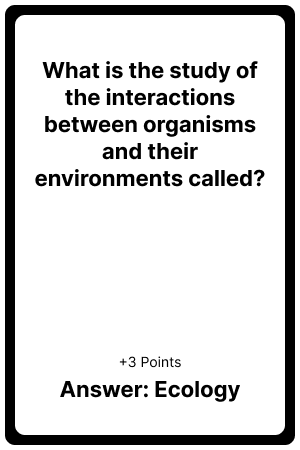 What is the study of
the interactions
between organisms
and their
environments called?
+3 Points
Answer: Ecology